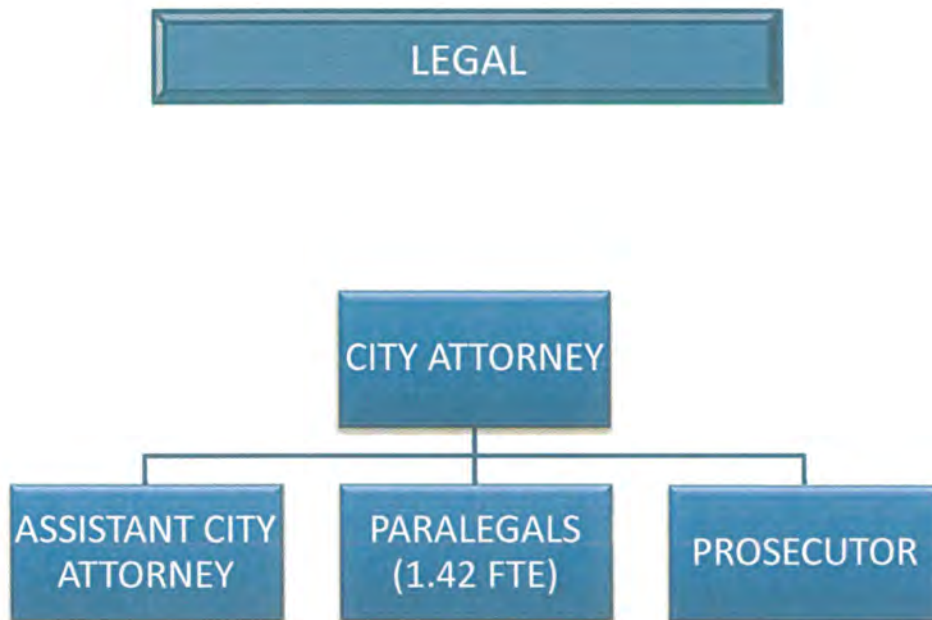 LEGAL
CITY ATTORNEY
ASSISTANT CITY
ATTORNEY
PARALEGALS
(1.42 FTE)
PROSECUTOR